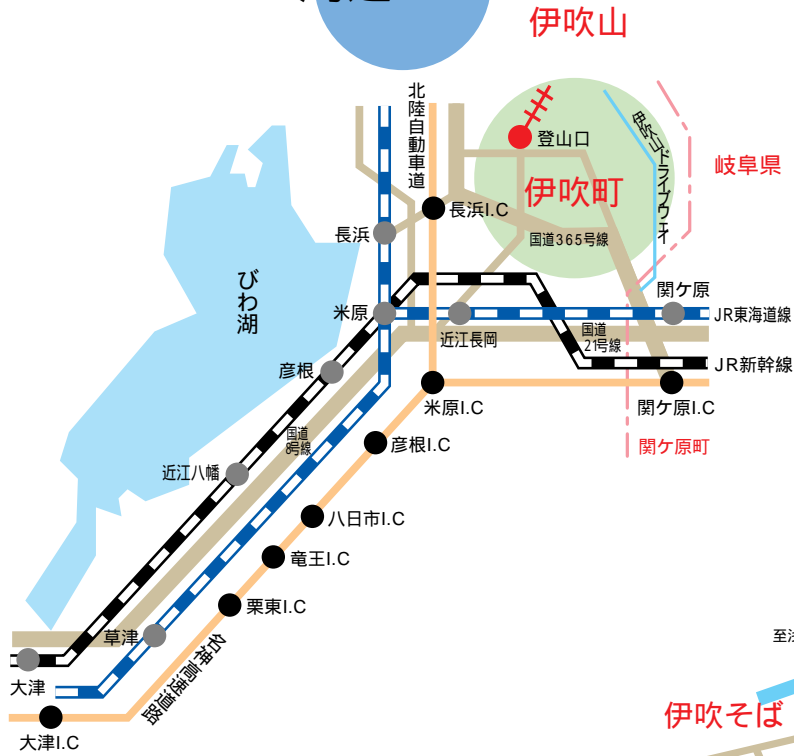 伊吹山
北陸自動車道
登山口
伊吹山ドライブウェイ
岐阜県
伊吹町
長浜I.C
長浜
国道365号線
びわ湖
関ケ原
米原
JR東海道線
近江長岡
国道
21号線
JR新幹線
彦根
米原I.C
関ケ原I.C
国道
8号線
彦根I.C
関ケ原町
近江八幡
八日市I.C
竜王I.C
栗東I.C
草津
名神高速道路
大津
大津I.C
伊吹そば